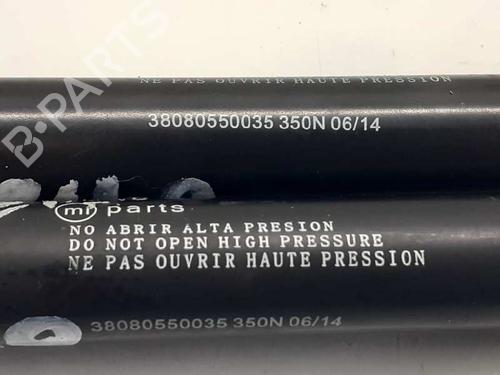 B-PARTS
NE PAS OUVRIR HAUTE PRESSION
38080550035 350N 06/14
mi parts
NO ABRIR ALTA PRESION
DO NOT OPEN HIGH PRESSURE
NE PAS OUVRIR HAUTE PRESSION
38080550035 350N 06/14